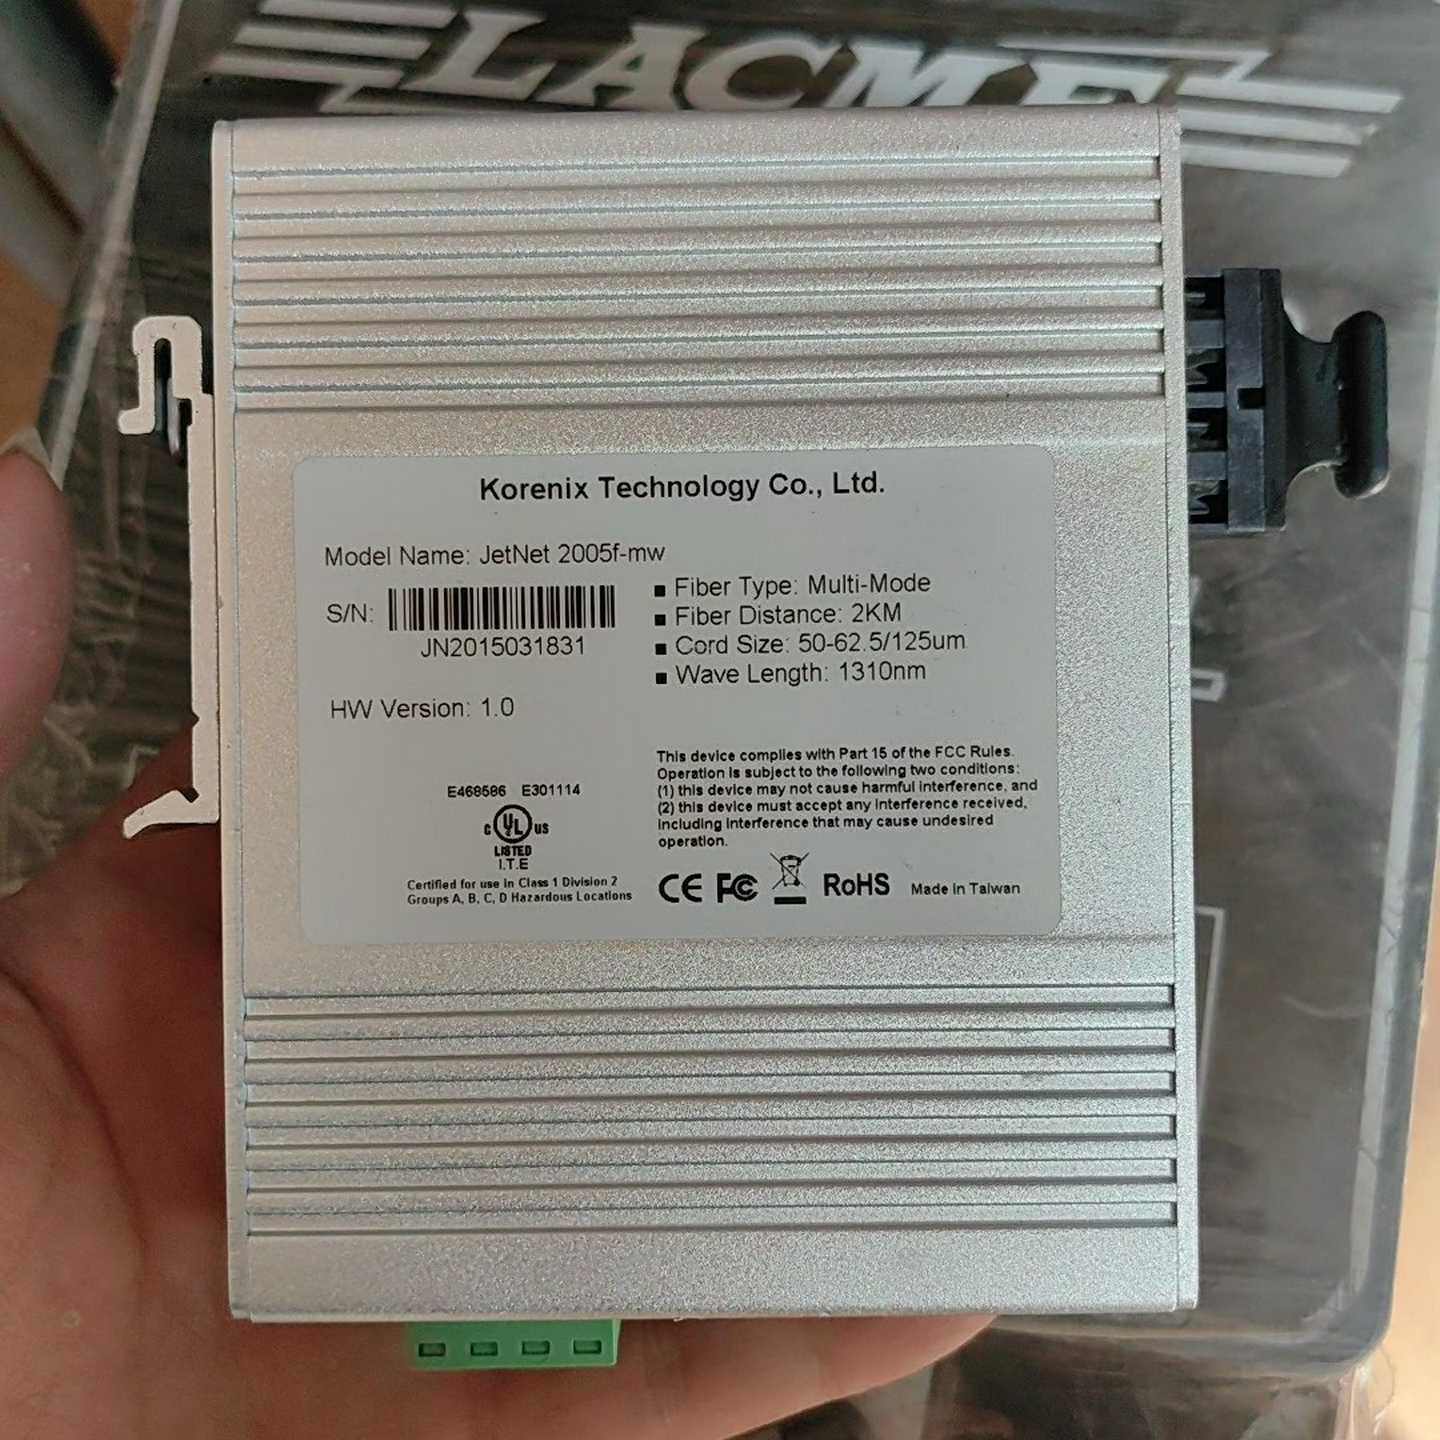 LACME
Korenix Technology Co., Ltd.
Model Name: JetNet 2005f-mw
S/N:
JN2015031831
HW Version: 1.0
■ Fiber Type: Multi-Mode
■ Fiber Distance: 2KM
■ Cord Size: 50-62.5/125um
■ Wave Length: 1310nm
E468586 E301114
C UL US
LISTED
I.T.E
Certified for use in Class 1 Division 2
Groups A, B, C, D Hazardous Locations
This device complies with Part 15 of the FCC Rules.
Operation is subject to the following two conditions:
(1) this device may not cause harmful interference, and
(2) this device must accept any interference received,
including interference that may cause undesired
operation.
CE FC RoHS Made in Taiwan